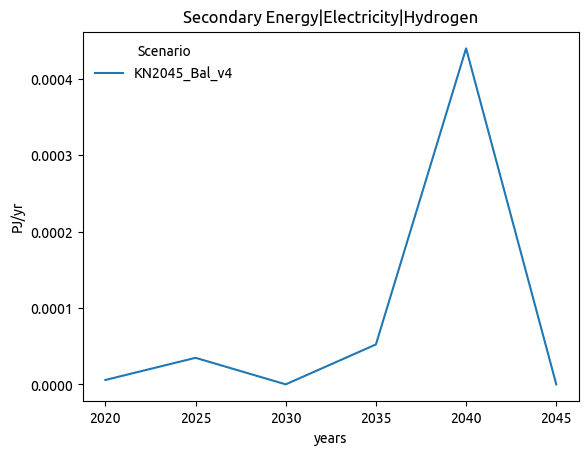 Secondary Energy|Electricity|Hydrogen
Scenario
KN2045_Bal_v4
0.0004
0.0003
0.0002
0.0001
0.0000
PJ/yr
2020 2025 2030 2035 2040 2045
years